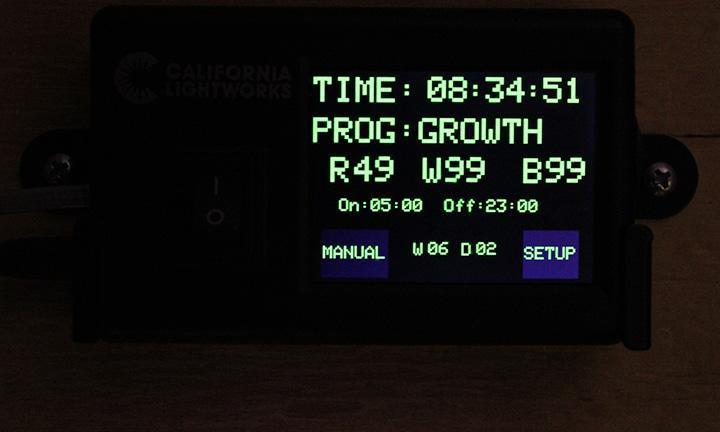 CALIFORNIA
LIGHTWORKS
TIME: 08:34:51
PROG:GROWTH
R49 W99 B99
On:05:00 Off:23:00
MANUAL W06 D02 SETUP